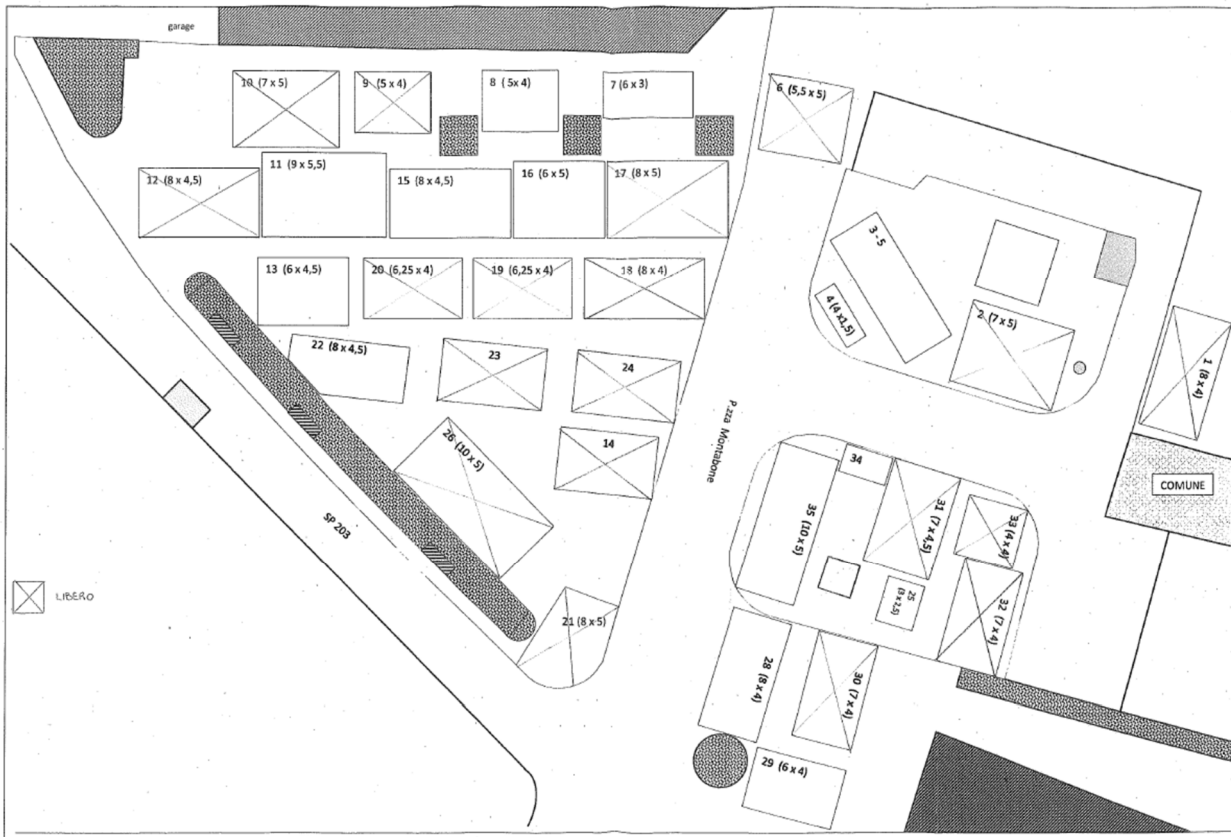 garage
10 (7 x 5)
9 (5 x 4)
8 ( 5x 4)
7 (6 x 3)
6 (5,5 x 5)
12 (8 x 4,5)
11 (9 x 5,5)
15 (8 x 4,5)
16 (6 x 5)
17 (8 x 5)
3 - 5
4 (4 x1,5)
2 (7 x 5)
1 (8 x 4)
13 (6 x 4,5)
20 (6,25 x 4)
19 (6,25 x 4)
18 (8 x 4)
22 (8 x 4,5)
23
24
14
26 (10 x 5)
P.zza Montabone
SP 203
21 (8 x 5)
LIBERO
34
35 (10 x 5)
31 (7 x 4,5)
33 (4 x 4)
25
(3 x 2,5)
32 (7 x 4)
COMUNE
28 (8 x 4)
30 (7 x 4)
29 (6 x 4)